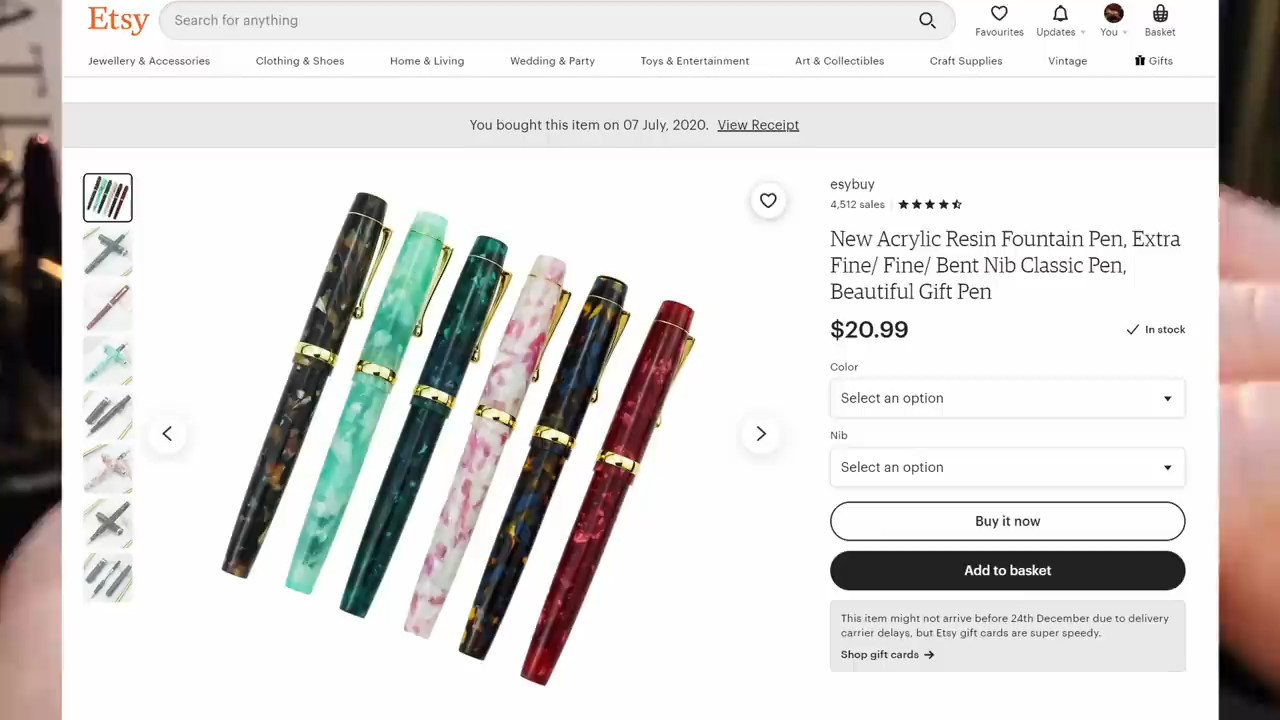 Etsy
Search for anything
Favourites
Updates
You
Basket
Jewellery & Accessories
Clothing & Shoes
Home & Living
Wedding & Party
Toys & Entertainment
Art & Collectibles
Craft Supplies
Vintage
Gifts
You bought this item on 07 July, 2020. View Receipt
esybuy
4,512 sales
New Acrylic Resin Fountain Pen, Extra
Fine/ Fine/ Bent Nib Classic Pen,
Beautiful Gift Pen
$20.99
In stock
Color
Select an option
Nib
Select an option
Buy it now
Add to basket
This item might not arrive before 24th December due to delivery
carrier delays, but Etsy gift cards are super speedy.
Shop gift cards